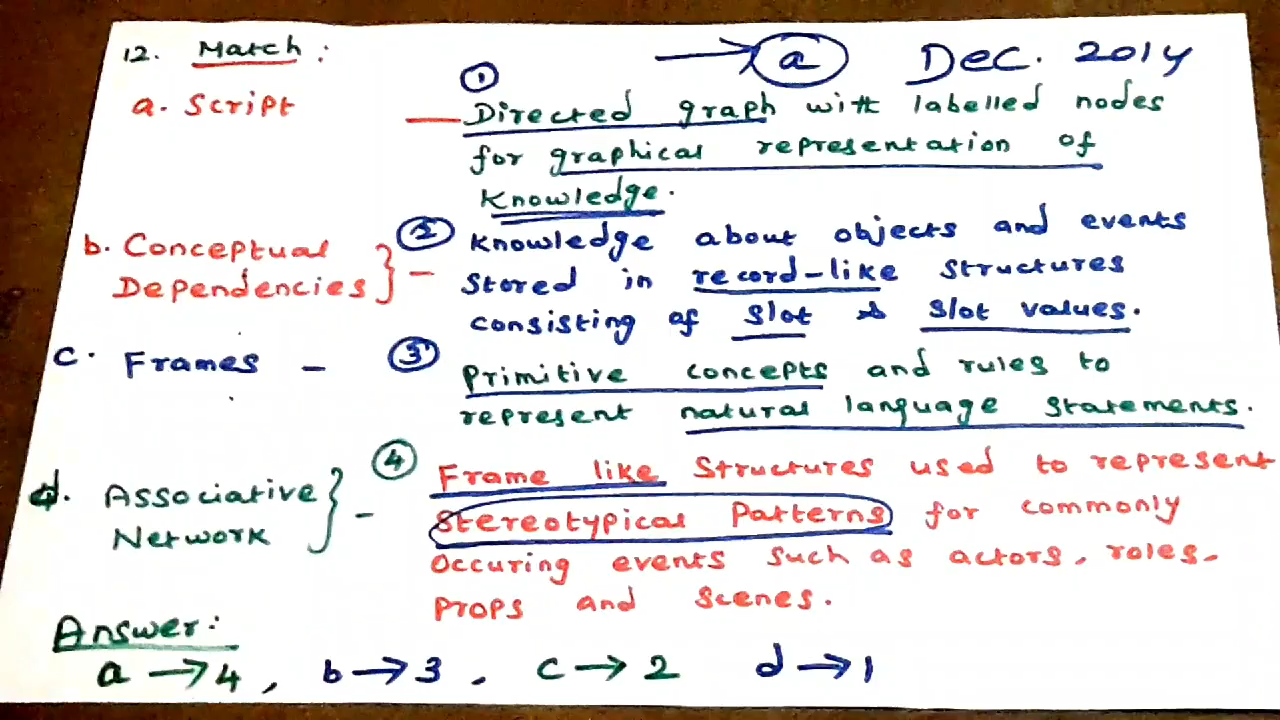 12. Match : → a Dec. 2014
a. Script — ① Directed graph with labelled nodes
for graphical representation of
Knowledge.
b. Conceptual Dependencies } — ② Knowledge about objects and events
stored in record-like structures
consisting of slot & slot values.
c. Frames — ③ Primitive concepts and rules to
represent natural language statements.
d. Associative Network } — ④ Frame like Structures used to represent
Stereotypical Patterns for commonly
Occuring events such as actors, roles,
props and scenes.
Answer:
a → 4, b → 3, c → 2 d → 1